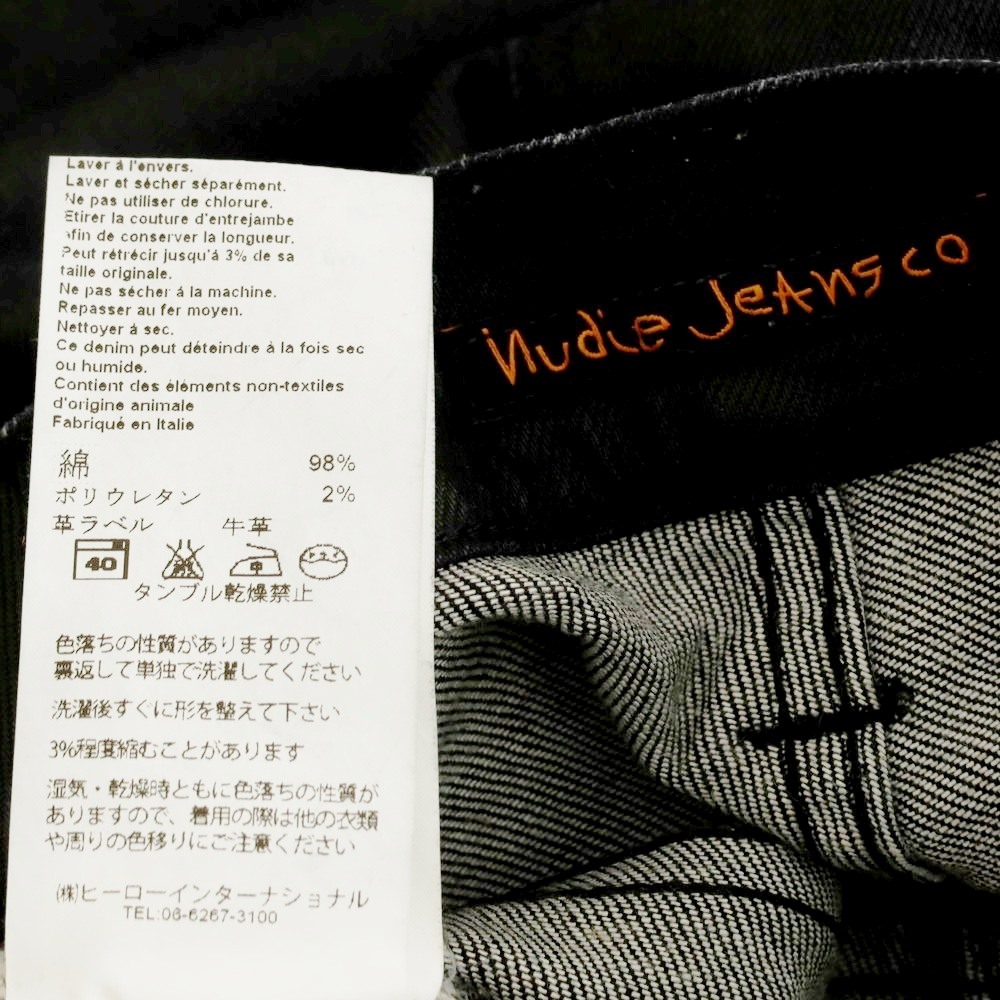 Laver á l'envers.
Laver et sécher séparément.
Ne pas utiliser de chlorure.
Etirer la couture d'entrejambe
afin de conserver la longueur.
Peut rétrécir jusqu'á 3% de sa
taille originale.
Ne pas sécher á la machine.
Repasser au fer moyen.
Nettoyer á sec.
Ce denim peut déteindre á la fois sec
ou humide.
Contient des éléments non-textiles
d'origine animale
Fabriqué en Italie
綿 98%
ポリウレタン 2%
革ラベル 牛革
40 中
タンブル乾燥禁止
色落ちの性質がありますので
裏返して単独で洗濯してください
洗濯後すぐに形を整えて下さい
3%程度縮むことがあります
湿気・乾燥時ともに色落ちの性質が
ありますので、着用の際は他の衣類
や周りの色移りにご注意ください
㈱ヒーローインターナショナル
TEL:06-6267-3100
Nudie Jeans co